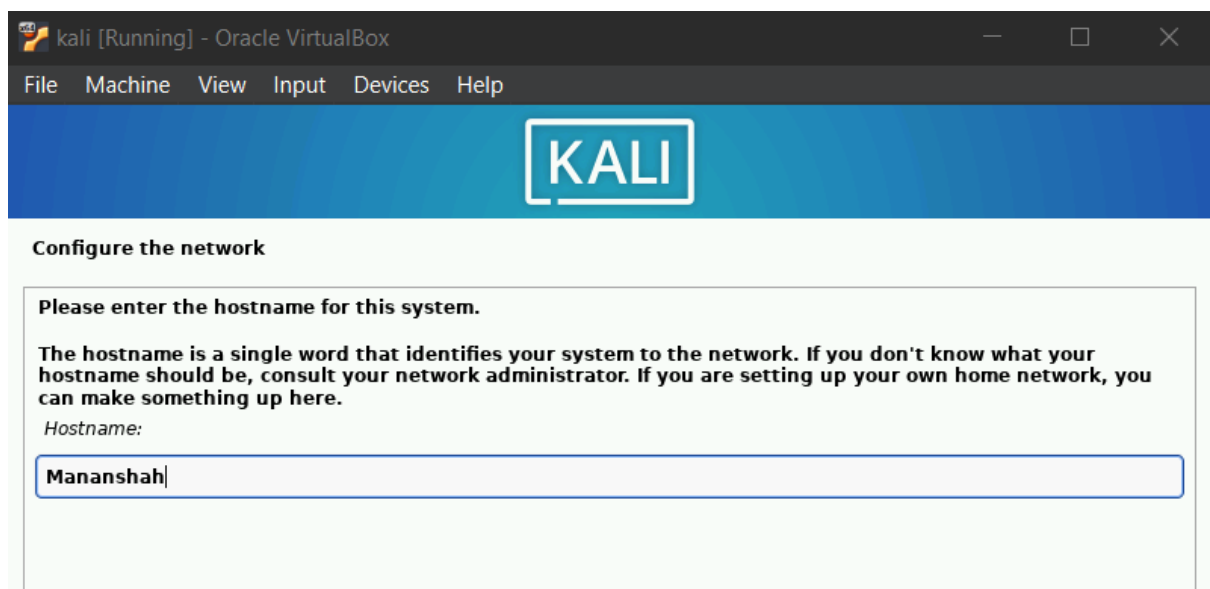 kali [Running] - Oracle VirtualBox
File Machine View Input Devices Help
KALI
Configure the network
Please enter the hostname for this system.
The hostname is a single word that identifies your system to the network. If you don't know what your
hostname should be, consult your network administrator. If you are setting up your own home network, you
can make something up here.
Hostname:
Mananshah